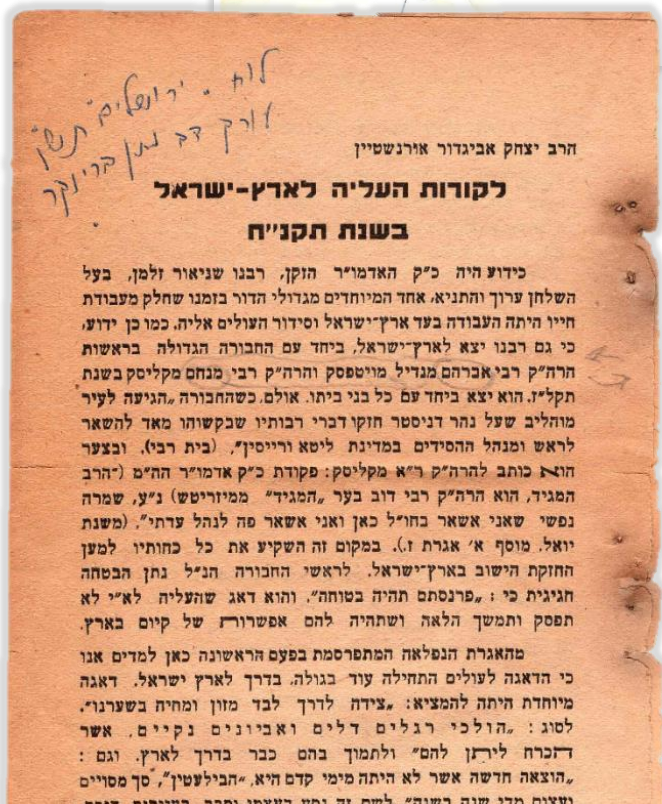 לוח. ירושלים תשן"
עורך דב נתן ברינקר
הרב יצחק אביגדור אורנשטיין
לקורות העליה לארץ-ישראל
בשנת תקנ״ח
כידוע היה כ״ק האדמו״ר הזקן, רבנו שניאור זלמן, בעל
השלחן ערוך והתניא, אחד המיוחדים מגדולי הדור בזמנו שחלק מעבודת
חייו היתה העבודה בעד ארץ־ישראל וסידור העולים אליה. כמו כן ידוע,
כי גם רבנו יצא לארץ־ישראל, ביחד עם החבורה הגדולה בראשות
הרה״ק רבי אברהם מנדיל מויטפסק והרה״ק רבי מנחם מקליסק בשנת
תקל״ז. הוא יצא ביחד עם כל בני ביתו. אולם, כשהחבורה „הגיעה לעיר
מוהליב שעל נהר דניסטר חזקו דברי רבותיו שבקשוהו מאד להשאר
לראש ומנהל החסידים במדינת ליטא ורייסין״, (בית רבי). ובצער
הוא כותב להרה״ק ר״א מקליסק: פקודת כ״ק אדמו״ר הה״מ (־הרב
המגיד, הוא הרה״ק רבי דוב בער „המגיד״ ממיזריטש) נ״ע, שמרה
נפשי שאני אשאר בחו״ל כאן ואני אשאר פה לנהל עדתי״. (משנת
יואל, מוסף א׳ אגרת ז.). במקום זה השקיע את כל כחותיו למען
החזקת הישוב בארץ־ישראל. לראשי החבורה הנ״ל נתן הבטחה
חגיגית כי: „פרנסתם תהיה בטוחה״. והוא דאג שהעליה לא״י לא
תפסק ותמשך הלאה ושתהיה להם אפשרות של קיום בארץ.
מהאגרת הנפלאה המתפרסמת בפעם הראשונה כאן למדים אנו
כי הדאגה לעולים התחילה עוד בגולה, בדרך לארץ ישראל. דאגה
מיוחדת היתה להמציא: „צידה לדרך לבד מזון ומחיה בשערנו״.
לסוג: „הולכי רגלים דלים ואביונים נקיים, אשר
הכרח ליתן להם״ ולתמוך בהם כבר בדרך לארץ. וגם:
„הוצאה חדשה אשר לא היתה מימי קדם היא, ״הבילעטין״, סך מסויים